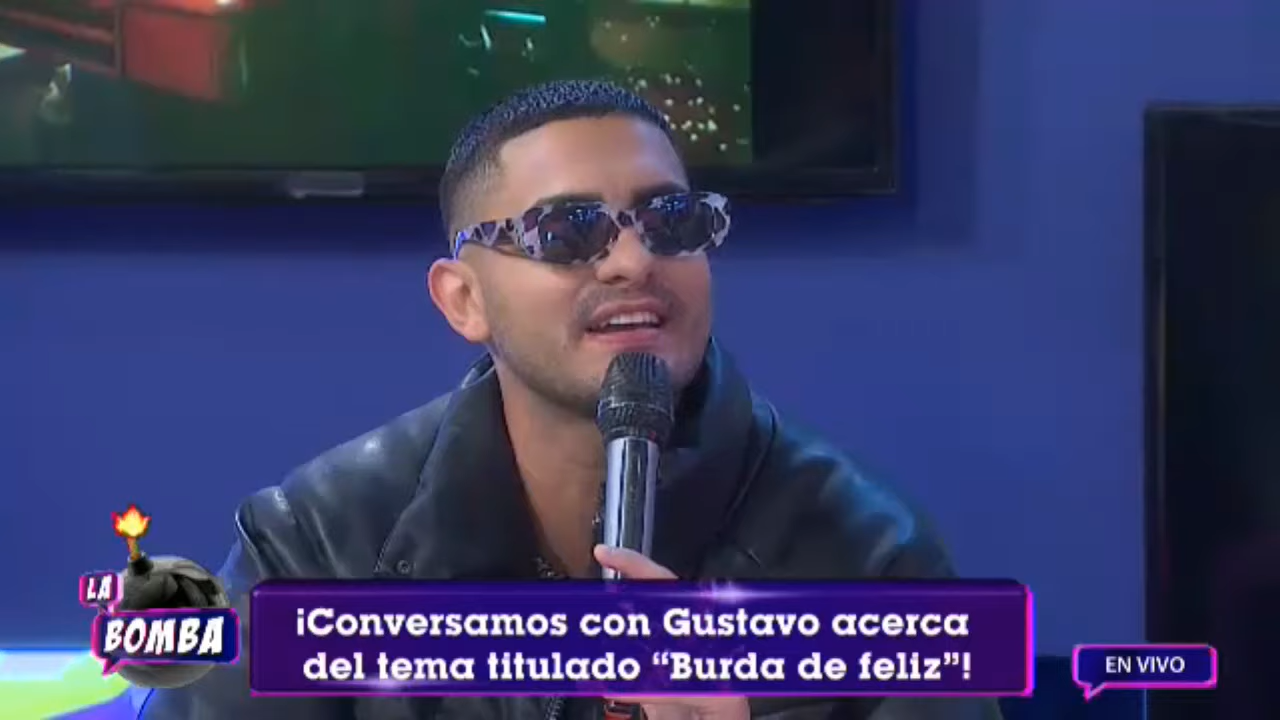 LA
BOMBA
¡Conversamos con Gustavo acerca
del tema titulado “Burda de feliz”!
EN VIVO